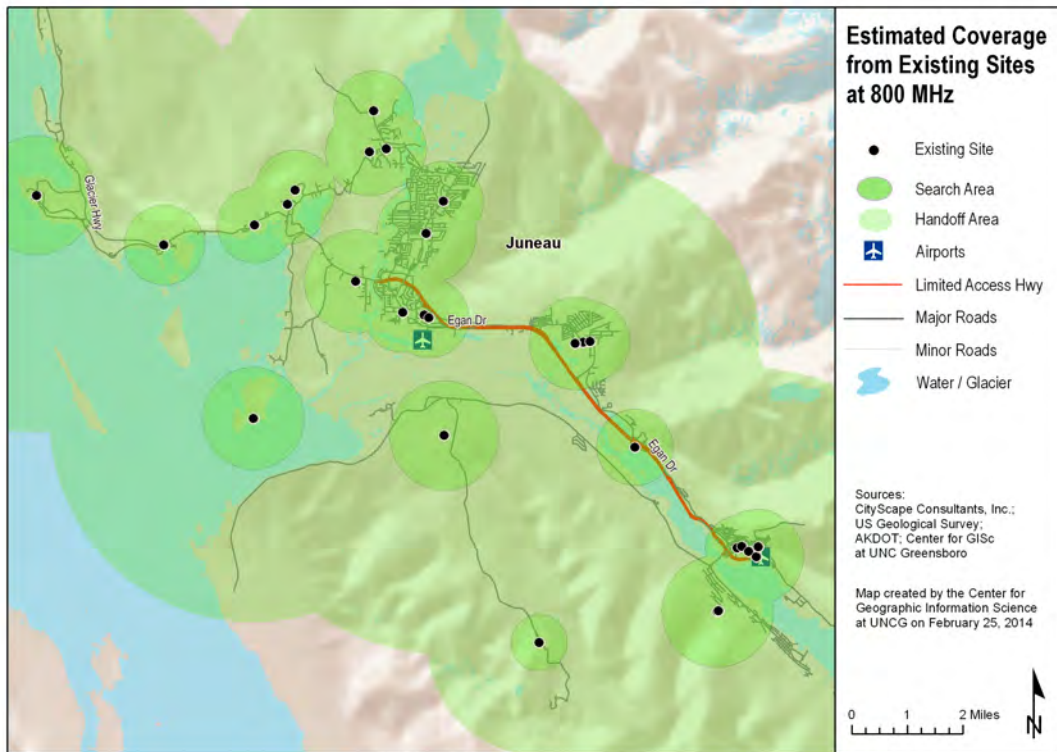 Estimated Coverage
from Existing Sites
at 800 MHz
Existing Site
Search Area
Handoff Area
Airports
Limited Access Hwy
Major Roads
Minor Roads
Water / Glacier
Sources:
CityScape Consultants, Inc.;
US Geological Survey;
AKDOT; Center for GISc
at UNC Greensboro
Map created by the Center for
Geographic Information Science
at UNCG on February 25, 2014
0 1 2 Miles
N
Glacier Hwy
Juneau
Egan Dr
Egan Dr